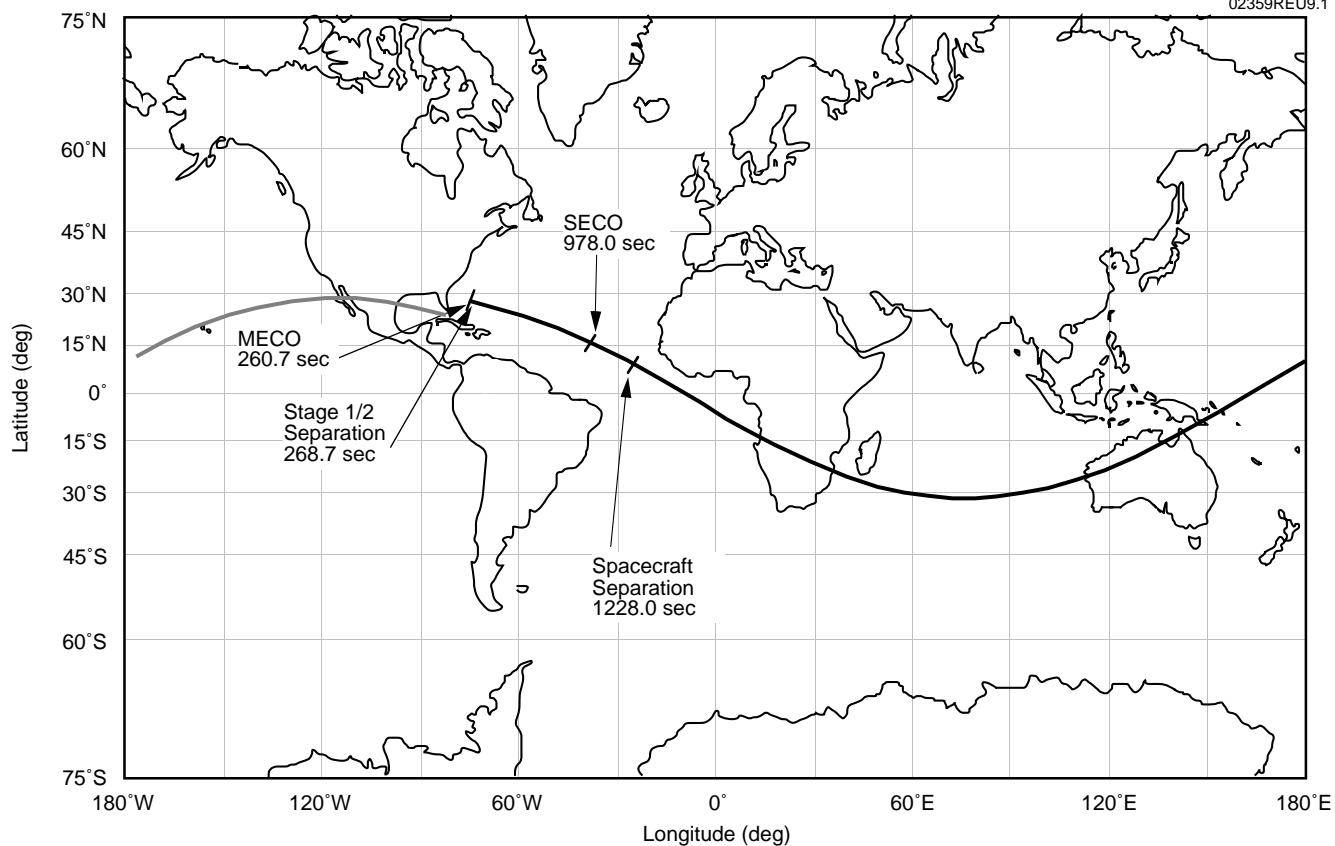 02359REU9.1
75˚N
60˚N
45˚N
30˚N
15˚N
0˚
15˚S
30˚S
45˚S
60˚S
75˚S
Latitude (deg)
SECO
978.0 sec
MECO
260.7 sec
Stage 1/2
Separation
268.7 sec
Spacecraft
Separation
1228.0 sec
180˚W
120˚W
60˚W
0˚
60˚E
120˚E
180˚E
Longitude (deg)